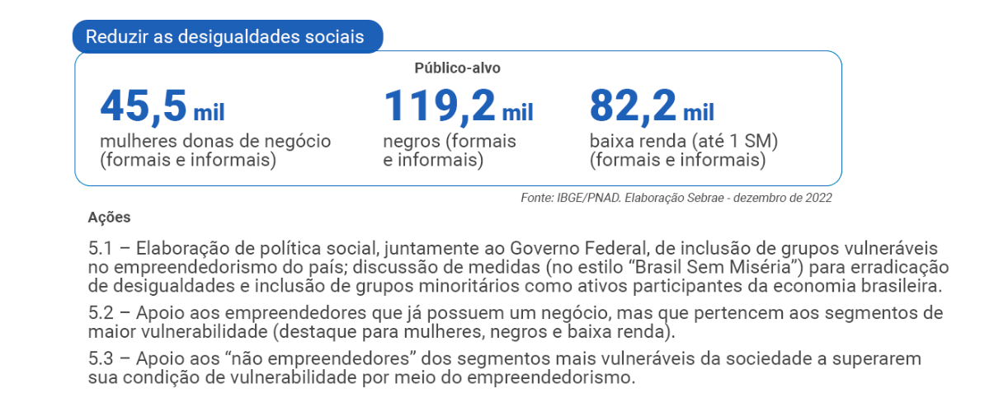 Reduzir as desigualdades sociais
Público-alvo
45,5 mil
mulheres donas de negócio
(formais e informais)
119,2 mil
negros (formais
e informais)
82,2 mil
baixa renda (até 1 SM)
(formais e informais)
Fonte: IBGE/PNAD. Elaboração Sebrae - dezembro de 2022
Ações
5.1 – Elaboração de política social, juntamente ao Governo Federal, de inclusão de grupos vulneráveis
no empreendedorismo do país; discussão de medidas (no estilo “Brasil Sem Miséria”) para erradicação
de desigualdades e inclusão de grupos minoritários como ativos participantes da economia brasileira.
5.2 – Apoio aos empreendedores que já possuem um negócio, mas que pertencem aos segmentos de
maior vulnerabilidade (destaque para mulheres, negros e baixa renda).
5.3 – Apoio aos “não empreendedores” dos segmentos mais vulneráveis da sociedade a superarem
sua condição de vulnerabilidade por meio do empreendedorismo.